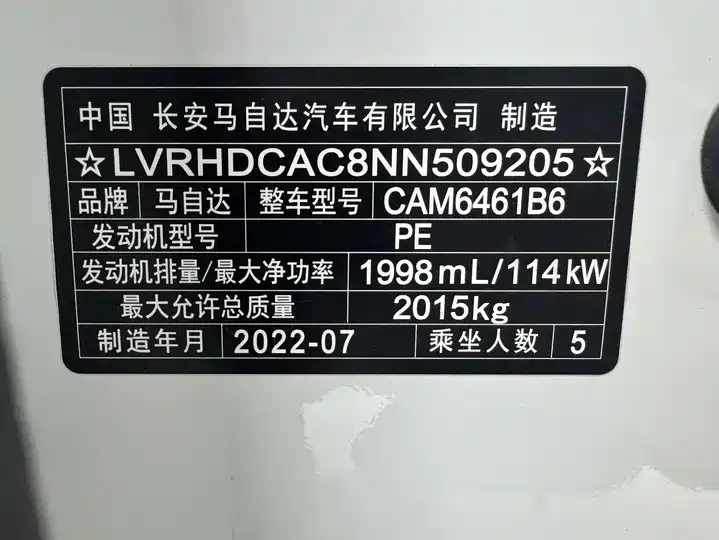 中国 长安马自达汽车有限公司 制造
☆LVRHDCAC8NN509205☆
品牌 马自达 整车型号 CAM6461B6
发动机型号 PE
发动机排量/最大净功率 1998mL/114kW
最大允许总质量 2015kg
制造年月 2022-07 乘坐人数 5